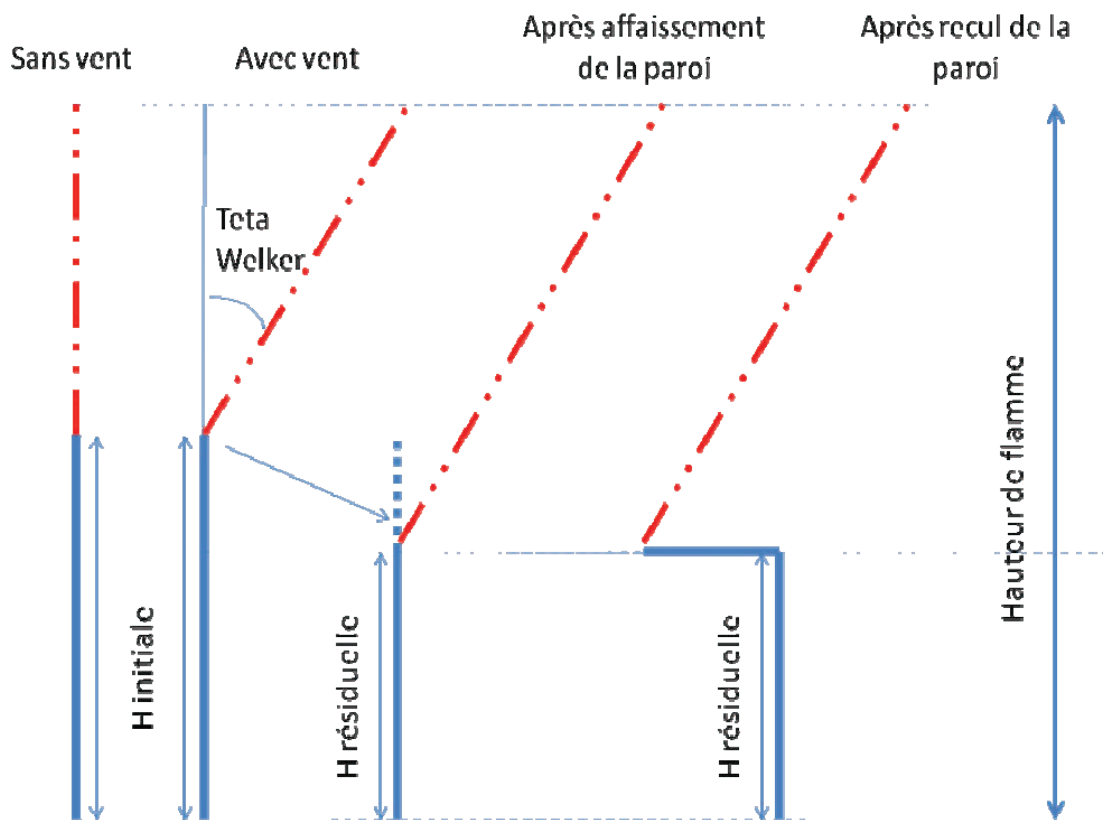 Sans vent
Avec vent
Après affaissement
de la paroi
Après recul de la
paroi
Teta
Welker
H initiale
H résiduelle
H résiduelle
Hauteur de flamme